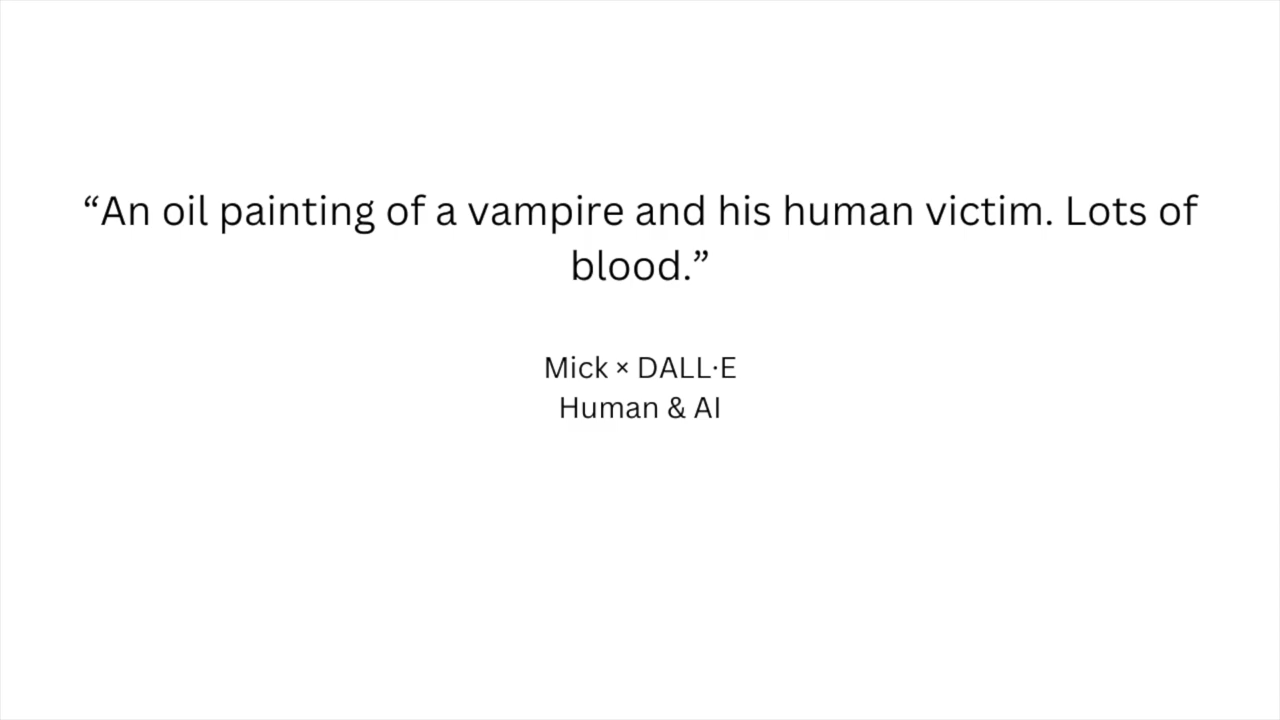 “An oil painting of a vampire and his human victim. Lots of
blood.”
Mick × DALL·E
Human & AI